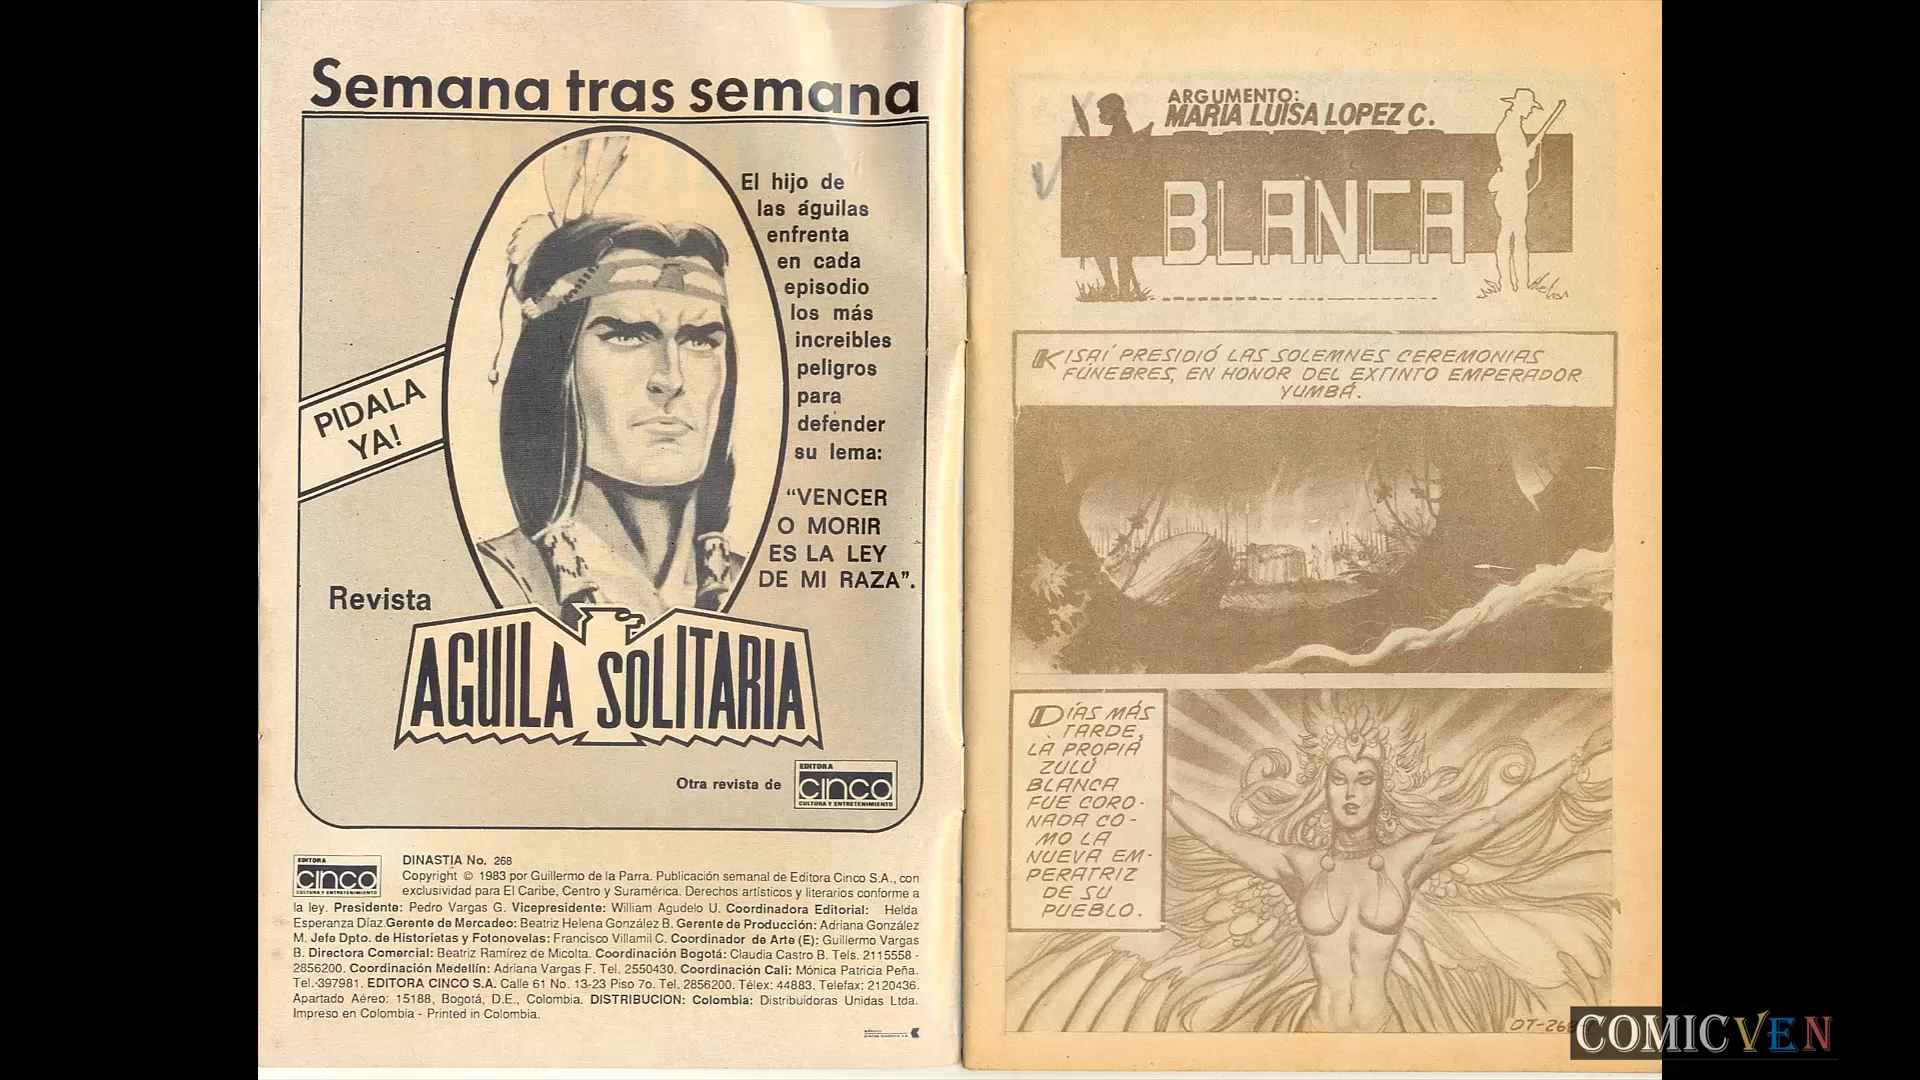 Semana tras semana
El hijo de
las águilas
enfrenta
en cada
episodio
los más
increibles
peligros
para
defender
su lema:
“VENCER
O MORIR
ES LA LEY
DE MI RAZA”.
PIDALA
YA!
Revista
AGUILA SOLITARIA
Otra revista de
EDITORA
CINCO
CULTURA Y ENTRETENIMIENTO
EDITORA
CINCO
CULTURA Y ENTRETENIMIENTO
DINASTIA No. 268
Copyright © 1983 por Guillermo de la Parra. Publicación semanal de Editora Cinco S.A., con
exclusividad para El Caribe, Centro y Suramérica. Derechos artísticos y literarios conforme a
la ley. Presidente: Pedro Vargas G. Vicepresidente: William Agudelo U. Coordinadora Editorial: Helda
Esperanza Díaz.Gerente de Mercadeo: Beatriz Helena González B. Gerente de Producción: Adriana González
M. Jefe Dpto. de Historietas y Fotonovelas: Francisco Villamil C. Coordinador de Arte (E): Guillermo Vargas
B. Directora Comercial: Beatriz Ramírez de Micolta. Coordinación Bogotá: Claudia Castro B. Tels. 2115558 -
2856200. Coordinación Medellín: Adriana Vargas F. Tel. 2550430. Coordinación Cali: Mónica Patricia Peña.
Tel.·397981. EDITORA CINCO S.A. Calle 61 No. 13-23 Piso 7o. Tel. 2856200. Télex: 44883. Telefax: 2120436.
Apartado Aéreo: 15188, Bogotá, D.E., Colombia. DISTRIBUCION: Colombia: Distribuidoras Unidas Ltda.
Impreso en Colombia - Printed in Colombia.
ARGUMENTO:
MARIA LUISA LOPEZ C.
BLANCA
KISAÍ PRESIDIÓ LAS SOLEMNES CEREMONIAS
FÚNEBRES, EN HONOR DEL EXTINTO EMPERADOR
YUMBÁ.
DÍAS MÁS
TARDE,
LA PROPIA
ZULÚ
BLANCA
FUE CORO-
NADA CO-
MO LA
NUEVA EM-
PERATRIZ
DE SU
PUEBLO.
DT-268
COMICVEN